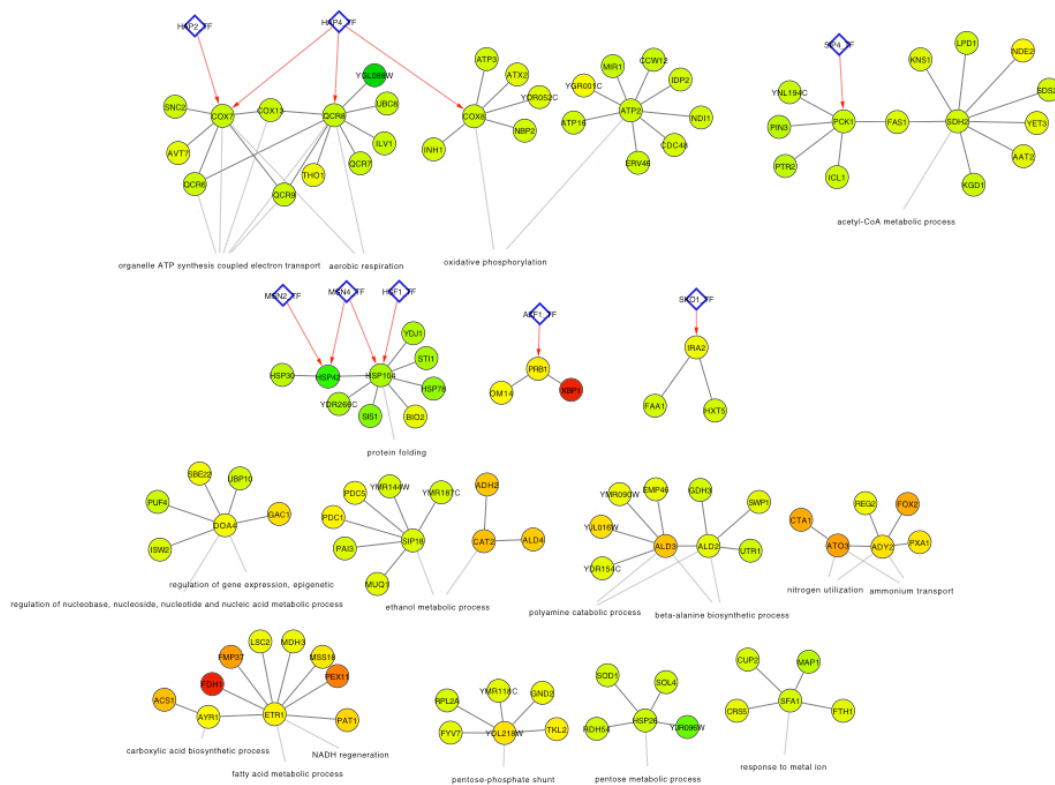 HAP2_TF
HAP4_TF
SIP4_TF
YGL088W
ATP3
ATX2
MIR1
CCW12
IDP2
KNS1
LPD1
NDE2
SNC2
COX7
COX13
QCR8
UBC8
YDR052C
COX8
NBP2
YGR001C
ATP2
NDI1
YNL194C
SDS2
AVT7
ILV1
INH1
ATP16
CDC48
PIN3
PCK1
FAS1
SDH2
YET3
QCR6
THO1
QCR7
QCR9
ERV46
PTR2
ICL1
AAT2
KGD1
acetyl-CoA metabolic process
organelle ATP synthesis coupled electron transport
aerobic respiration
oxidative phosphorylation
MSN2_TF
MSN4_TF
HSF1_TF
AZF1_TF
SKO1_TF
YDJ1
STI1
HSP30
HSP42
HSP104
HSP78
YDR266C
SIS1
BIO2
PRB1
OM14
XBP1
IRA2
FAA1
HXT5
protein folding
SBE22
UBP10
PUF4
DOA4
GAC1
ISW2
YMR144W
YMR187C
PDC5
PDC1
SIP18
PAI3
MUQ1
ADH2
CAT2
ALD4
YMR090W
EMP46
GDH3
SWP1
YJL016W
ALD3
ALD2
UTR1
YDR154C
REG2
FOX2
CTA1
ATO3
ADY2
PXA1
regulation of gene expression, epigenetic
regulation of nucleobase, nucleoside, nucleotide and nucleic acid metabolic process
ethanol metabolic process
polyamine catabolic process
beta-alanine biosynthetic process
nitrogen utilization
ammonium transport
LSC2
MDH3
FMP37
MSS18
PEX11
FDH1
ACS1
AYR1
ETR1
PAT1
carboxylic acid biosynthetic process
NADH regeneration
fatty acid metabolic process
YMR118C
RPL2A
GND2
FYV7
YDL218W
TKL2
pentose-phosphate shunt
SOD1
SOL4
HSP26
RDH54
YJR096W
pentose metabolic process
CUP2
MAP1
SFA1
CRS5
FTH1
response to metal ion